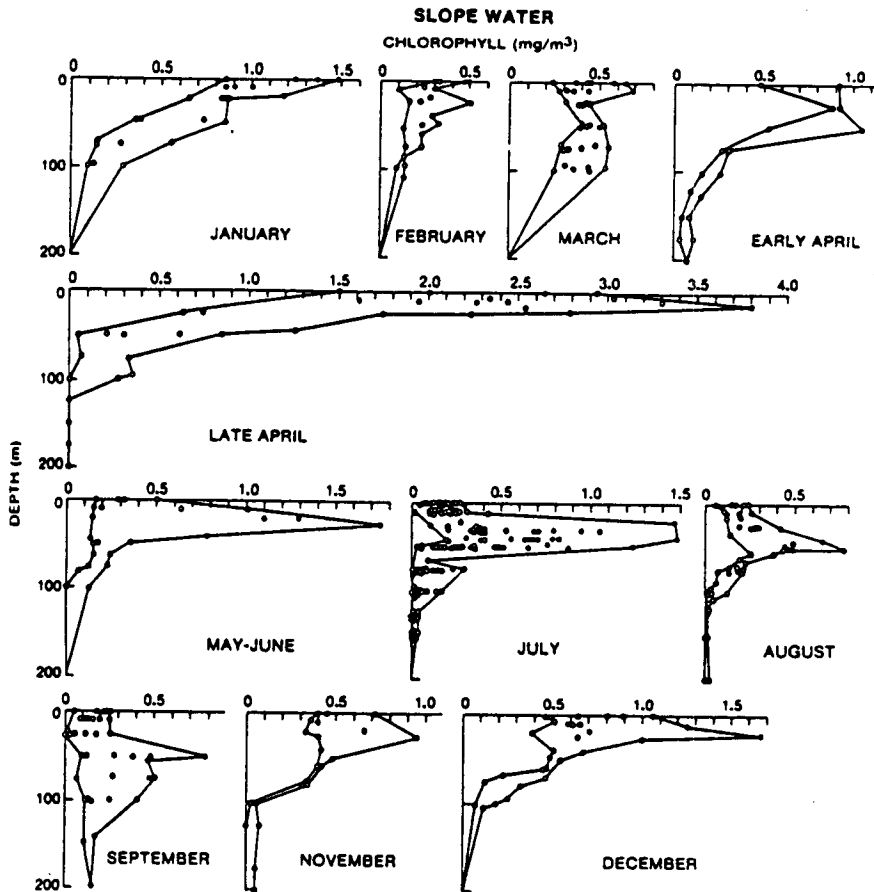 SLOPE WATER
CHLOROPHYLL (mg/m³)
0 0.5 1.0 1.5
0 0.5
0 0.5
0 0.5 1.0
0
100
200
JANUARY
FEBRUARY
MARCH
EARLY APRIL
0 0.5 1.0 1.5 2.0 2.5 3.0 3.5 4.0
0
100
200
LATE APRIL
DEPTH (m)
0 0.5 1.0 1.5
0 0.5 1.0 1.5
0 0.5
0
100
200
MAY-JUNE
JULY
AUGUST
0 0.5
0 0.5 1.0
0 0.5 1.0 1.5
0
100
200
SEPTEMBER
NOVEMBER
DECEMBER